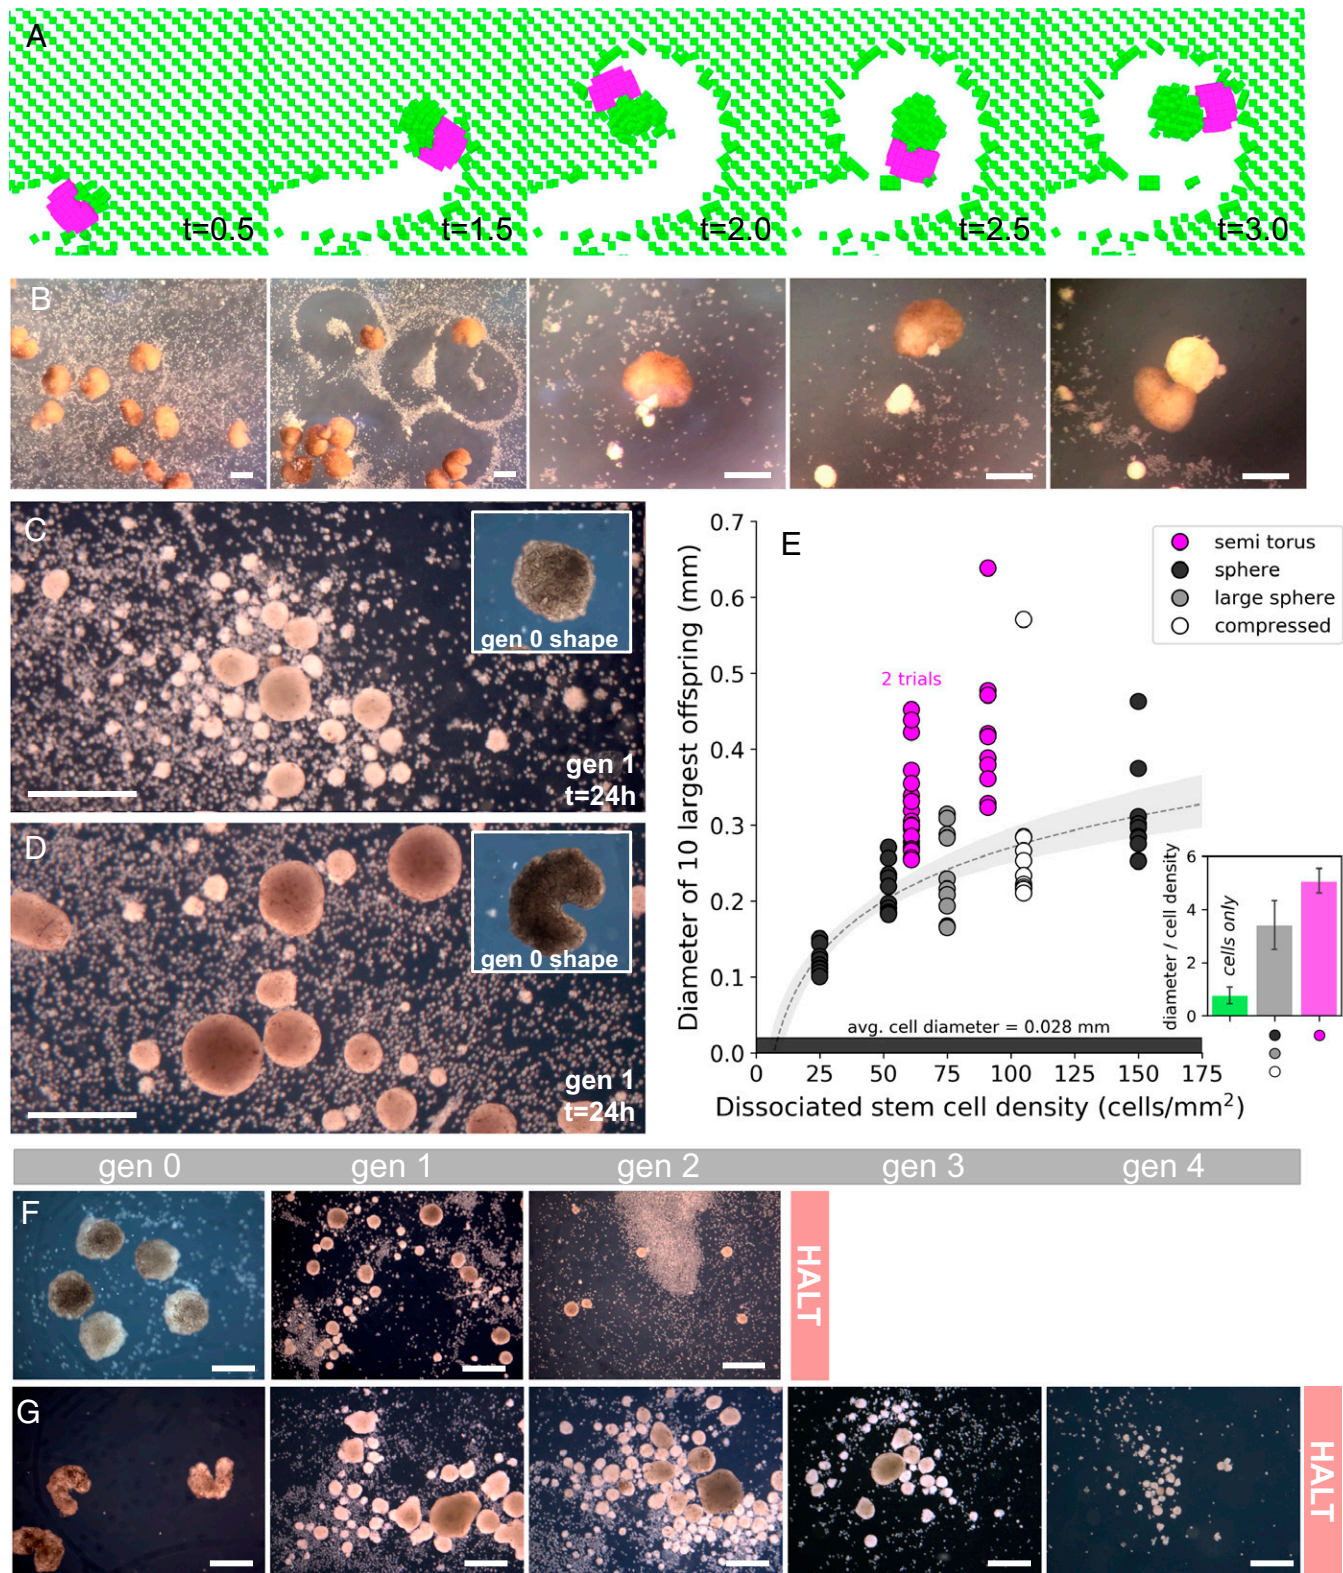 A
t=0.5
t=1.5
t=2.0
t=2.5
t=3.0
B
C
gen 0 shape
gen 1
t=24h
D
gen 0 shape
gen 1
t=24h
E
Diameter of 10 largest offspring (mm)
0.7
0.6
0.5
0.4
0.3
0.2
0.1
0.0
semi torus
sphere
large sphere
compressed
2 trials
avg. cell diameter = 0.028 mm
0 25 50 75 100 125 150 175
Dissociated stem cell density (cells/mm²)
diameter / cell density
6
4
2
0
cells only
gen 0 gen 1 gen 2 gen 3 gen 4
F
HALT
G
HALT